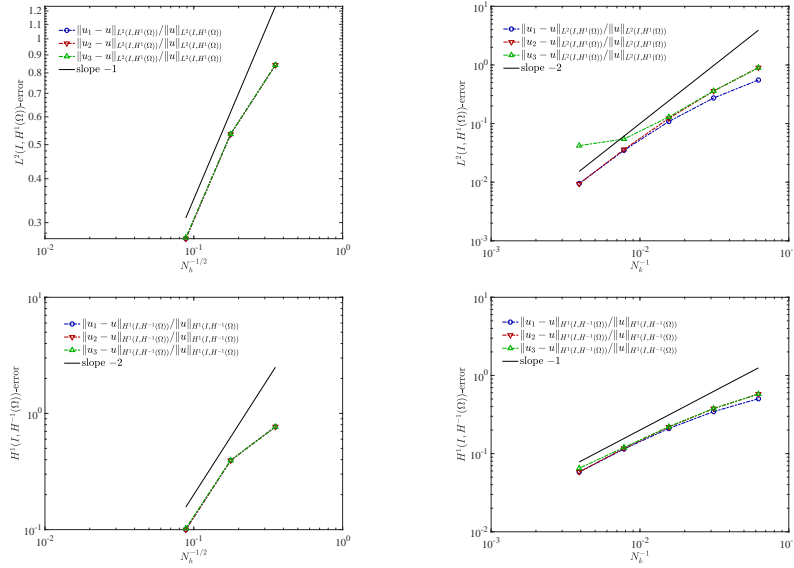 1.2
1.1
1
0.9
0.8
0.7
0.6
0.5
0.4
0.3
L²(I, H¹(Ω))-error
‖u₁ − u‖_{L²(I,H¹(Ω))}/‖u‖_{L²(I,H¹(Ω))}
‖u₂ − u‖_{L²(I,H¹(Ω))}/‖u‖_{L²(I,H¹(Ω))}
‖u₃ − u‖_{L²(I,H¹(Ω))}/‖u‖_{L²(I,H¹(Ω))}
slope −1
10⁻² 10⁻¹ 10⁰
N_h^{−1/2}
10¹
10⁰
10⁻¹
10⁻²
10⁻³
L²(I, H¹(Ω))-error
‖u₁ − u‖_{L²(I,H¹(Ω))}/‖u‖_{L²(I,H¹(Ω))}
‖u₂ − u‖_{L²(I,H¹(Ω))}/‖u‖_{L²(I,H¹(Ω))}
‖u₃ − u‖_{L²(I,H¹(Ω))}/‖u‖_{L²(I,H¹(Ω))}
slope −2
10⁻³ 10⁻² 10⁻
N_k^{−1}
10¹
10⁰
10⁻¹
H¹(I, H⁻¹(Ω))-error
‖u₁ − u‖_{H¹(I,H⁻¹(Ω))}/‖u‖_{H¹(I,H⁻¹(Ω))}
‖u₂ − u‖_{H¹(I,H⁻¹(Ω))}/‖u‖_{H¹(I,H⁻¹(Ω))}
‖u₃ − u‖_{H¹(I,H⁻¹(Ω))}/‖u‖_{H¹(I,H⁻¹(Ω))}
slope −2
10⁻² 10⁻¹ 10⁰
N_h^{−1/2}
10¹
10⁰
10⁻¹
10⁻²
H¹(I, H⁻¹(Ω))-error
‖u₁ − u‖_{H¹(I,H⁻¹(Ω))}/‖u‖_{H¹(I,H⁻¹(Ω))}
‖u₂ − u‖_{H¹(I,H⁻¹(Ω))}/‖u‖_{H¹(I,H⁻¹(Ω))}
‖u₃ − u‖_{H¹(I,H⁻¹(Ω))}/‖u‖_{H¹(I,H⁻¹(Ω))}
slope −1
10⁻³ 10⁻² 10⁻
N_k^{−1}